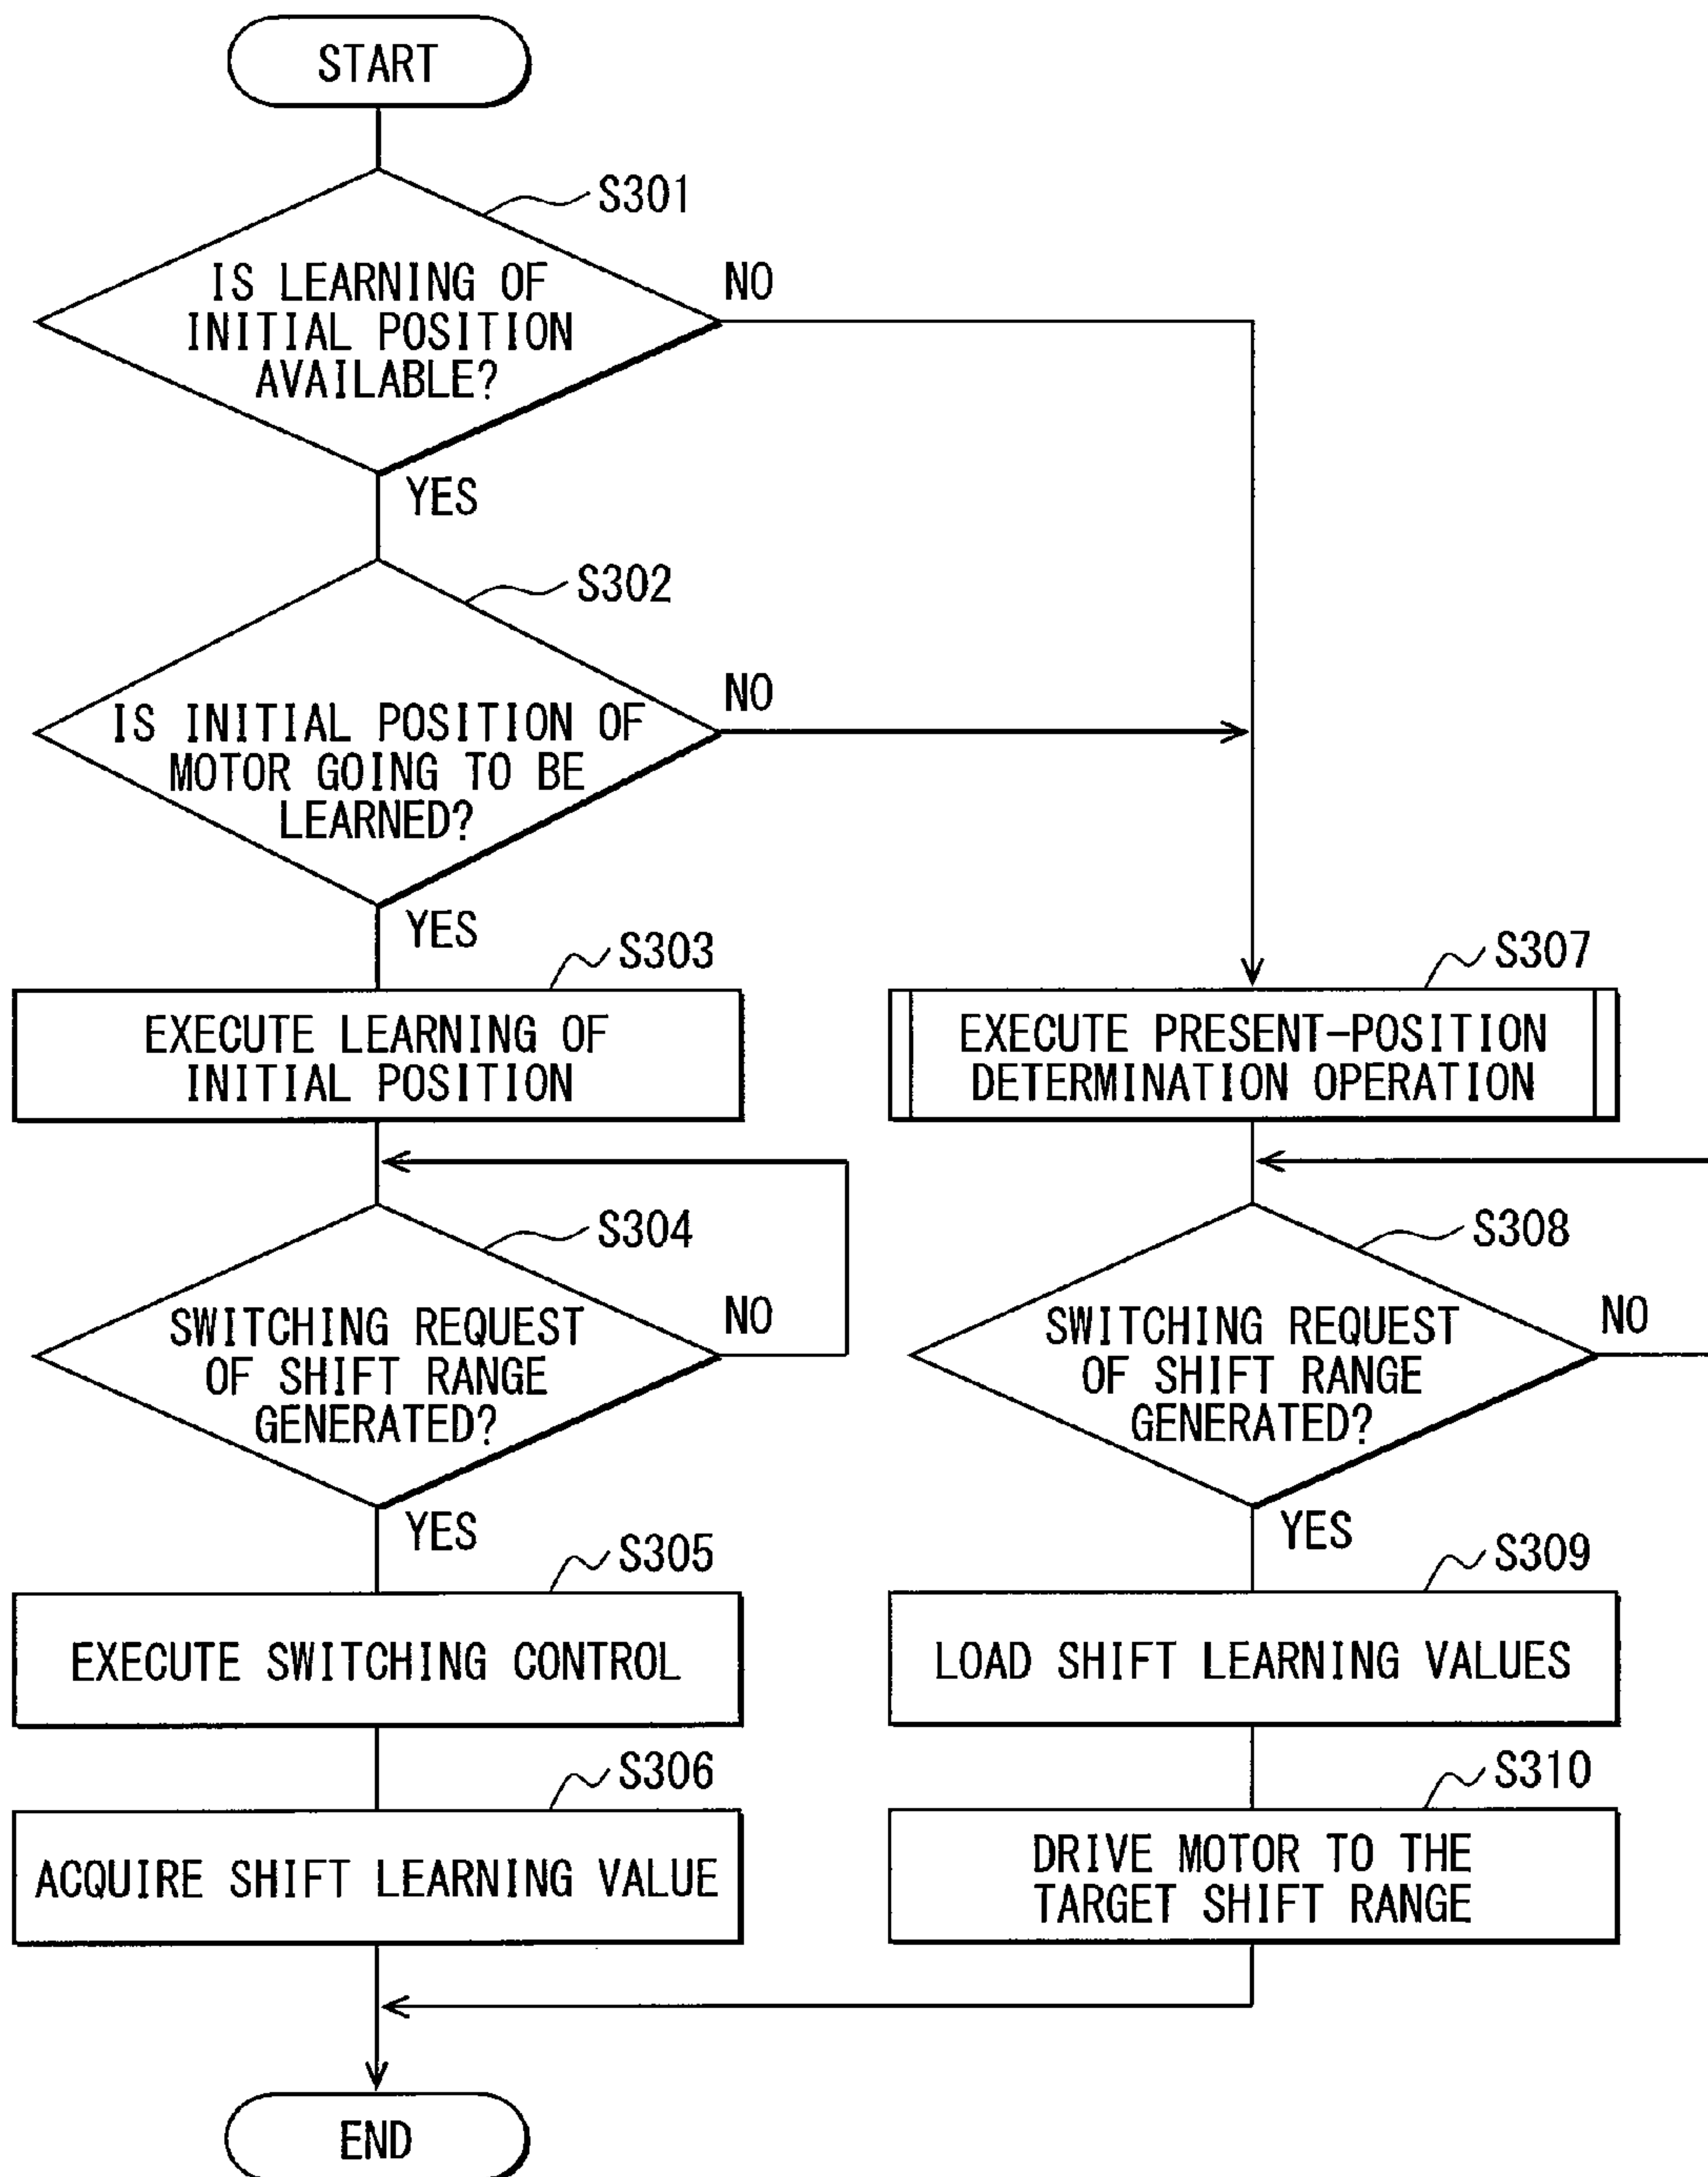 START
S301
IS LEARNING OF
INITIAL POSITION
AVAILABLE?
NO
YES
S302
IS INITIAL POSITION OF
MOTOR GOING TO BE
LEARNED?
NO
YES
S303
EXECUTE LEARNING OF
INITIAL POSITION
S304
SWITCHING REQUEST
OF SHIFT RANGE
GENERATED?
NO
YES
S305
EXECUTE SWITCHING CONTROL
S306
ACQUIRE SHIFT LEARNING VALUE
S307
EXECUTE PRESENT-POSITION
DETERMINATION OPERATION
S308
SWITCHING REQUEST
OF SHIFT RANGE
GENERATED?
NO
YES
S309
LOAD SHIFT LEARNING VALUES
S310
DRIVE MOTOR TO THE
TARGET SHIFT RANGE
END